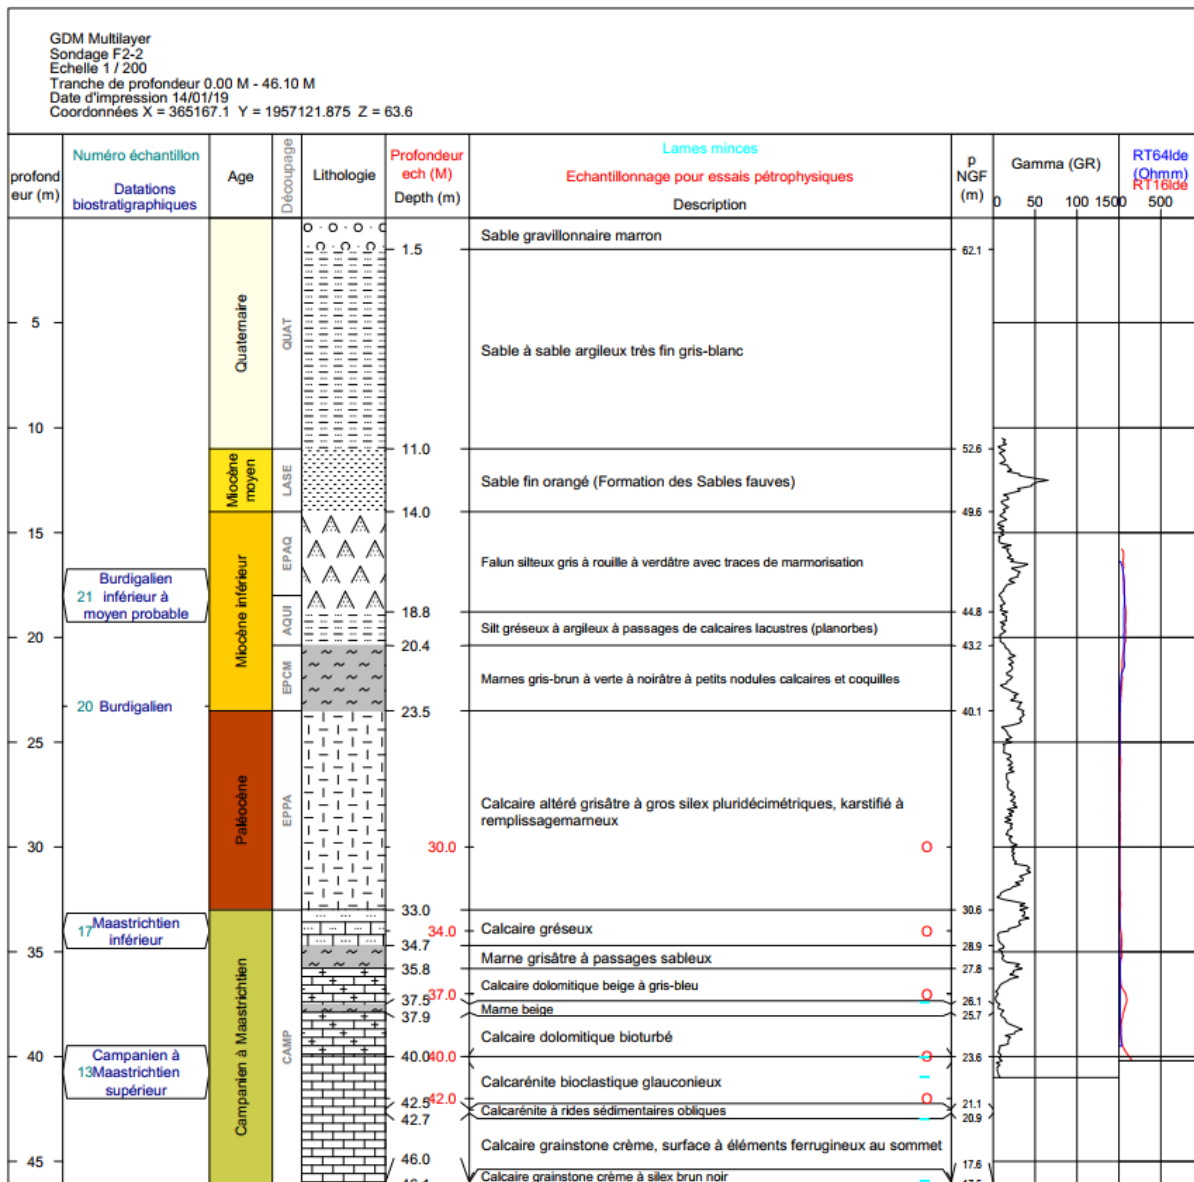 GDM Multilayer
Sondage F2-2
Echelle 1 / 200
Tranche de profondeur 0.00 M - 46.10 M
Date d'impression 14/01/19
Coordonnées X = 365167.1 Y = 1957121.875 Z = 63.6
profond
eur (m)
Numéro échantillon
Datations
biostratigraphiques
Age
Découpage
Lithologie
Profondeur
ech (M)
Depth (m)
Lames minces
Echantillonnage pour essais pétrophysiques
Description
p
NGF
(m)
Gamma (GR)
0 50 100 150
RT64lde
(Ohmm)
RT16lde
0 500
Sable gravillonnaire marron
1.5 62.1
5
Quaternaire
QUAT
Sable à sable argileux très fin gris-blanc
10
11.0 52.6
Miocène
moyen
LASE
Sable fin orangé (Formation des Sables fauves)
14.0 49.6
15
Miocène inférieur
EPAQ
Falun silteux gris à rouille à verdâtre avec traces de marmorisation
Burdigalien
21 inférieur à
moyen probable
18.8 44.8
AQUI
Silt gréseux à argileux à passages de calcaires lacustres (planorbes)
20
20.4 43.2
EPCM
Marnes gris-brun à verte à noirâtre à petits nodules calcaires et coquilles
20 Burdigalien
23.5 40.1
25
Paléocène
EPPA
Calcaire altéré grisâtre à gros silex pluridécimétriques, karstifié à
remplissagemarneux
30
30.0 O
33.0 30.6
Campanien à Maastrichtien
CAMP
17 Maastrichtien
inférieur
Calcaire gréseux
34.0 O
34.7 28.9
35
Marne grisâtre à passages sableux
35.8 27.8
Calcaire dolomitique beige à gris-bleu
37.0 O
37.5 26.1
Marne beige
37.9 25.7
Calcaire dolomitique bioturbé
40
40.0 40.0 O 23.6
Campanien à
13 Maastrichtien
supérieur
Calcarénite bioclastique glauconieux
42.0 O
42.5 21.1
Calcarénite à rides sédimentaires obliques
42.7 20.9
Calcaire grainstone crème, surface à éléments ferrugineux au sommet
45
46.0 17.6
Calcaire grainstone crème à silex brun noir